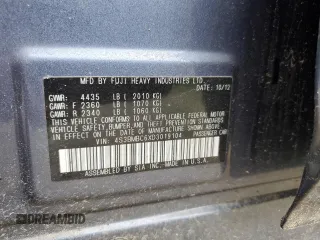 MFD BY FUJI HEAVY INDUSTRIES LTD. 10/12
GVWR: 4435 LB ( 2010 KG)
GAWR: F 2360 LB ( 1070 KG)
GAWR: R 2340 LB ( 1060 KG)
THIS VEHICLE CONFORMS TO ALL APPLICABLE
FEDERAL MOTOR VEHICLE SAFETY, BUMPER, AND
THEFT PREVENTION STANDARDS IN EFFECT ON
THE DATE OF MANUFACTURE SHOWN ABOVE.
VIN: 4S3BMBC6XD3019104 PASSENGER CAR
ASSEMBLED BY SIA INC. IN U.S.A.
DREAMBID